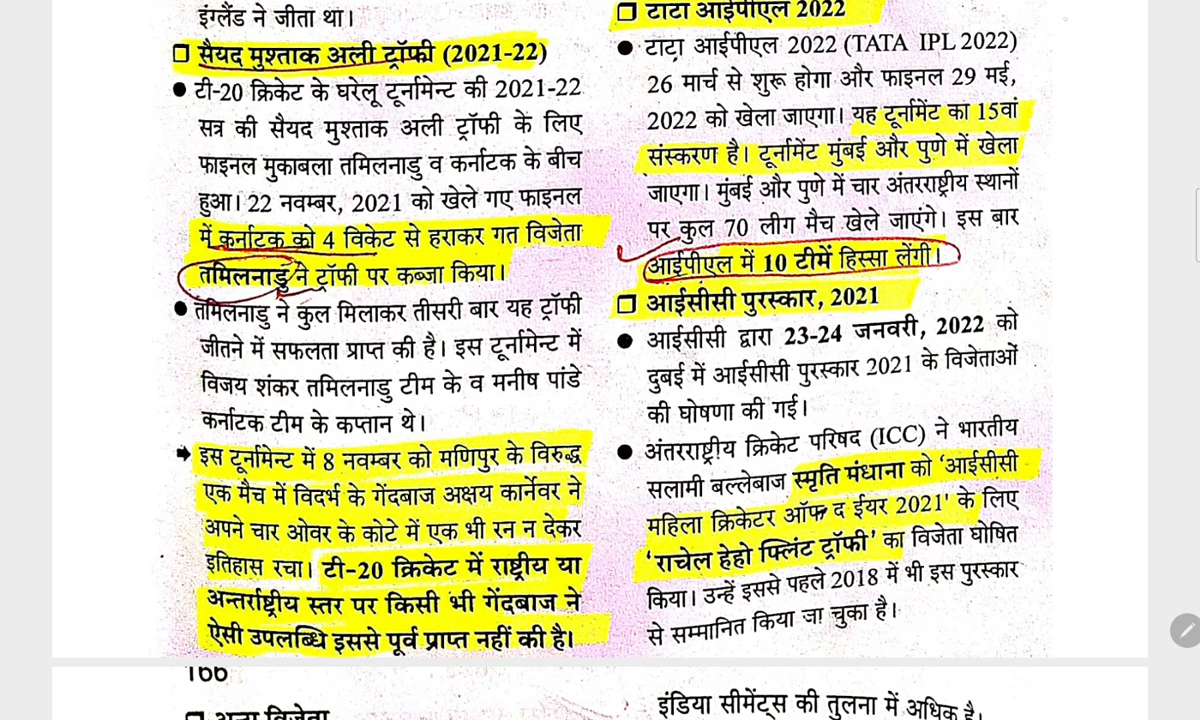 इंग्लैंड ने जीता था।
सैयद मुश्ताक अली ट्रॉफी (2021-22)
टी-20 क्रिकेट के घरेलू टूर्नामेन्ट की 2021-22
सत्र की सैयद मुश्ताक अली ट्रॉफी के लिए
फाइनल मुकाबला तमिलनाडु व कर्नाटक के बीच
हुआ। 22 नवम्बर, 2021 को खेले गए फाइनल
में कर्नाटक को 4 विकेट से हराकर गत विजेता
तमिलनाडु ने ट्रॉफी पर कब्जा किया।
तमिलनाडु ने कुल मिलाकर तीसरी बार यह ट्रॉफी
जीतने में सफलता प्राप्त की है। इस टूर्नामेन्ट में
विजय शंकर तमिलनाडु टीम के व मनीष पांडे
कर्नाटक टीम के कप्तान थे।
इस टूर्नामेन्ट में 8 नवम्बर को मणिपुर के विरुद्ध
एक मैच में विदर्भ के गेंदबाज अक्षय कार्नेवर ने
अपने चार ओवर के कोटे में एक भी रन न देकर
इतिहास रचा। टी-20 क्रिकेट में राष्ट्रीय या
अन्तर्राष्ट्रीय स्तर पर किसी भी गेंदबाज ने
ऐसी उपलब्धि इससे पूर्व प्राप्त नहीं की है।
टाटा आईपीएल 2022
टाटा आईपीएल 2022 (TATA IPL 2022)
26 मार्च से शुरू होगा और फाइनल 29 मई,
2022 को खेला जाएगा। यह टूर्नामेंट का 15वां
संस्करण है। टूर्नामेंट मुंबई और पुणे में खेला
जाएगा। मुंबई और पुणे में चार अंतरराष्ट्रीय स्थानों
पर कुल 70 लीग मैच खेले जाएंगे। इस बार
आईपीएल में 10 टीमें हिस्सा लेंगी।
आईसीसी पुरस्कार, 2021
आईसीसी द्वारा 23-24 जनवरी, 2022 को
दुबई में आईसीसी पुरस्कार 2021 के विजेताओं
की घोषणा की गई।
अंतरराष्ट्रीय क्रिकेट परिषद (ICC) ने भारतीय
सलामी बल्लेबाज स्मृति मंधाना को 'आईसीसी
महिला क्रिकेटर ऑफ द ईयर 2021' के लिए
'राचेल हेहो फ्लिंट ट्रॉफी' का विजेता घोषित
किया। उन्हें इससे पहले 2018 में भी इस पुरस्कार
से सम्मानित किया जा चुका है।
166
अन्य विजेता
इंडिया सीमेंट्स की तुलना में अधिक है।